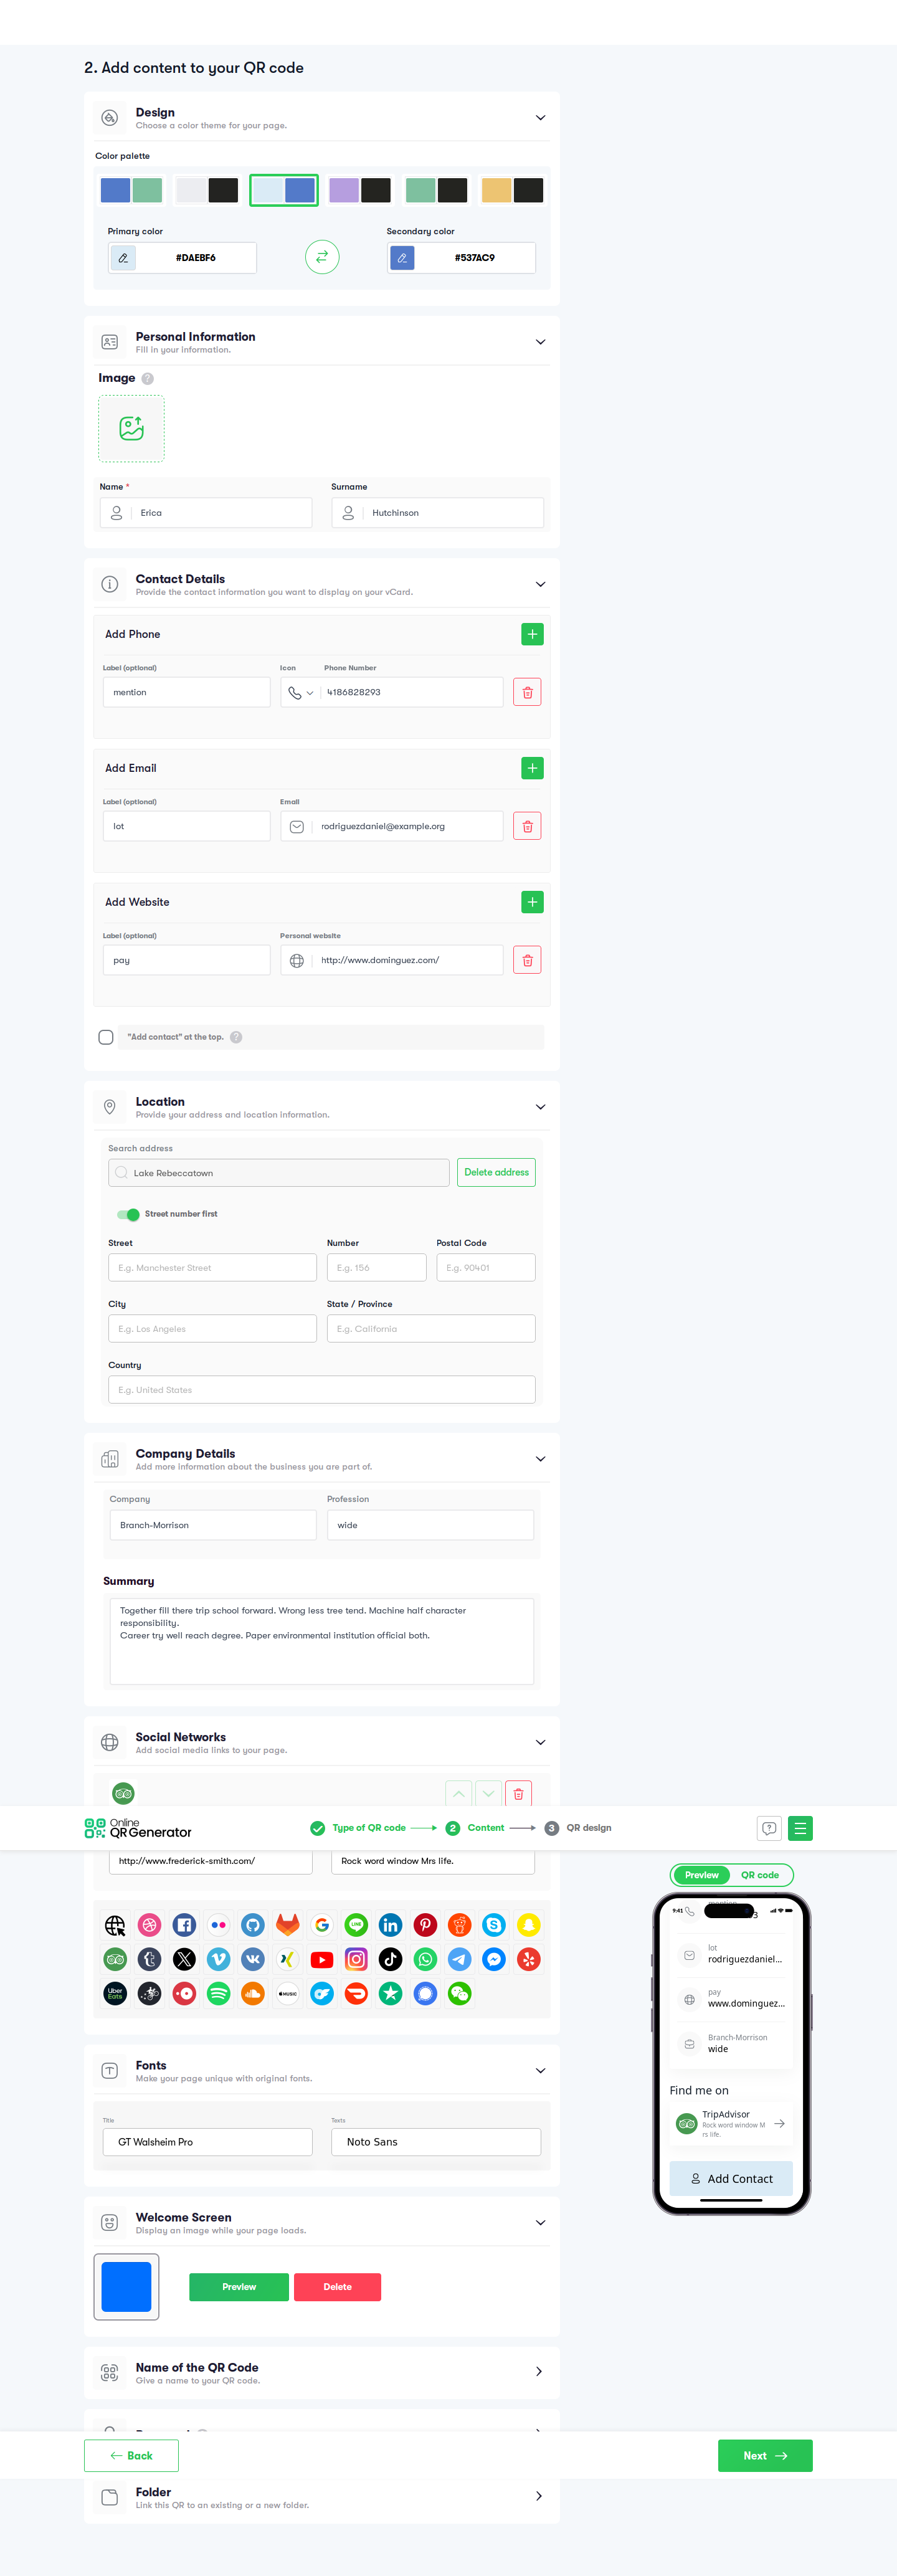 2. Add content to your QR code
Design
Choose a color theme for your page.
Color palette
Primary color
Secondary color
#DAEBF6
#537AC9
Personal Information
Fill in your information.
Image ?
Name *
Surname
Erica
Hutchinson
Contact Details
Provide the contact information you want to display on your vCard.
Add Phone
Label (optional)
Icon
Phone Number
mention
4186828293
Add Email
Label (optional)
Email
lot
rodriguezdaniel@example.org
Add Website
Label (optional)
Personal website
pay
http://www.dominguez.com/
"Add contact" at the top. ?
Location
Provide your address and location information.
Search address
Lake Rebeccatown
Delete address
Street number first
Street
Number
Postal Code
E.g. Manchester Street
E.g. 156
E.g. 90401
City
State / Province
E.g. Los Angeles
E.g. California
Country
E.g. United States
Company Details
Add more information about the business you are part of.
Company
Profession
Branch-Morrison
wide
Summary
Together fill there trip school forward. Wrong less tree tend. Machine half character
responsibility.
Career try well reach degree. Paper environmental institution official both.
Social Networks
Add social media links to your page.
Online
QR Generator
Type of QR code
2 Content
3 QR design
http://www.frederick-smith.com/
Rock word window Mrs life.
LINE
Uber
Eats
MUSIC
Fonts
Make your page unique with original fonts.
Title
Texts
GT Walsheim Pro
Noto Sans
Welcome Screen
Display an image while your page loads.
Preview
Delete
Name of the QR Code
Give a name to your QR code.
Back
Next
Folder
Link this QR to an existing or a new folder.
Preview
QR code
9:41
3
lot
rodriguezdaniel...
pay
www.dominguez...
Branch-Morrison
wide
Find me on
TripAdvisor
Rock word window M
rs life.
Add Contact